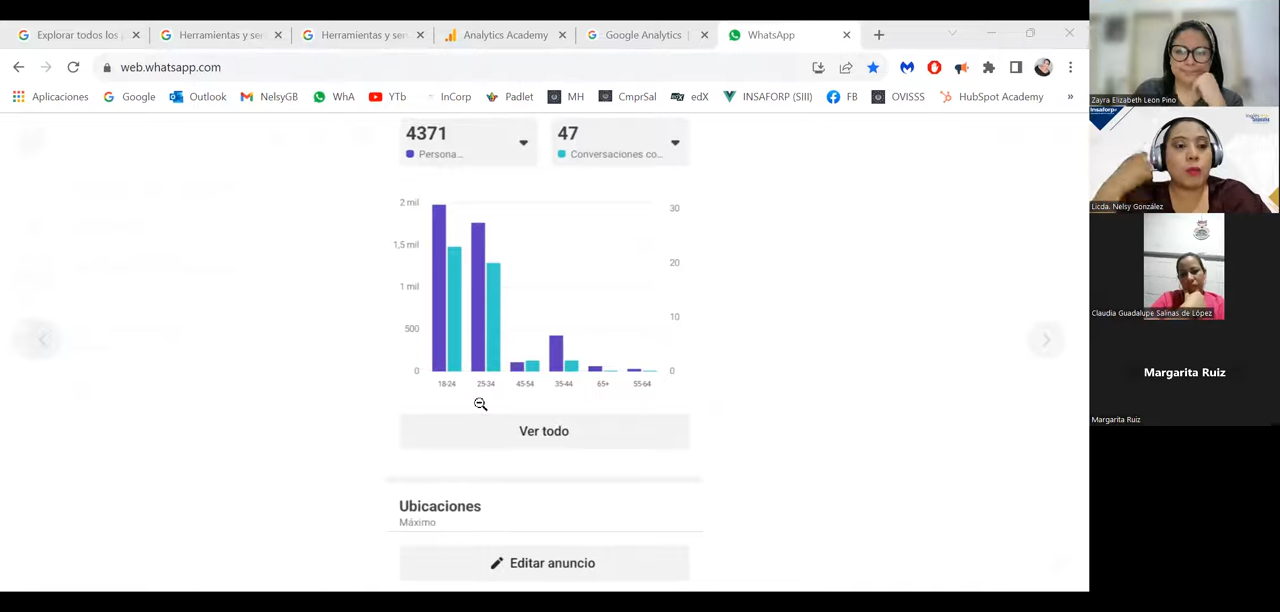 Explorar todos los
Herramientas y ser
Herramientas y ser
Analytics Academy
Google Analytics
WhatsApp
web.whatsapp.com
Aplicaciones
Google
Outlook
NelsyGB
WhA
YTb
InCorp
Padlet
MH
CmprSal
edX
INSAFORP (SIII)
FB
OVISSS
HubSpot Academy
»
4371
Persona...
47
Conversaciones co...
2 mil
1,5 mil
1 mil
500
0
30
20
10
0
18-24
25-34
45-54
35-44
65+
55-64
Ver todo
Ubicaciones
Máximo
Editar anuncio
Zayra Elizabeth Leon Pino
Insaforp
Licda. Nelsy González
Claudia Guadalupe Salinas de López
Margarita Ruiz
Margarita Ruiz